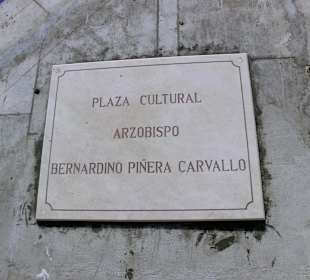 PLAZA CULTURAL
ARZOBISPO
BERNARDINO PIÑERA CARVALLO